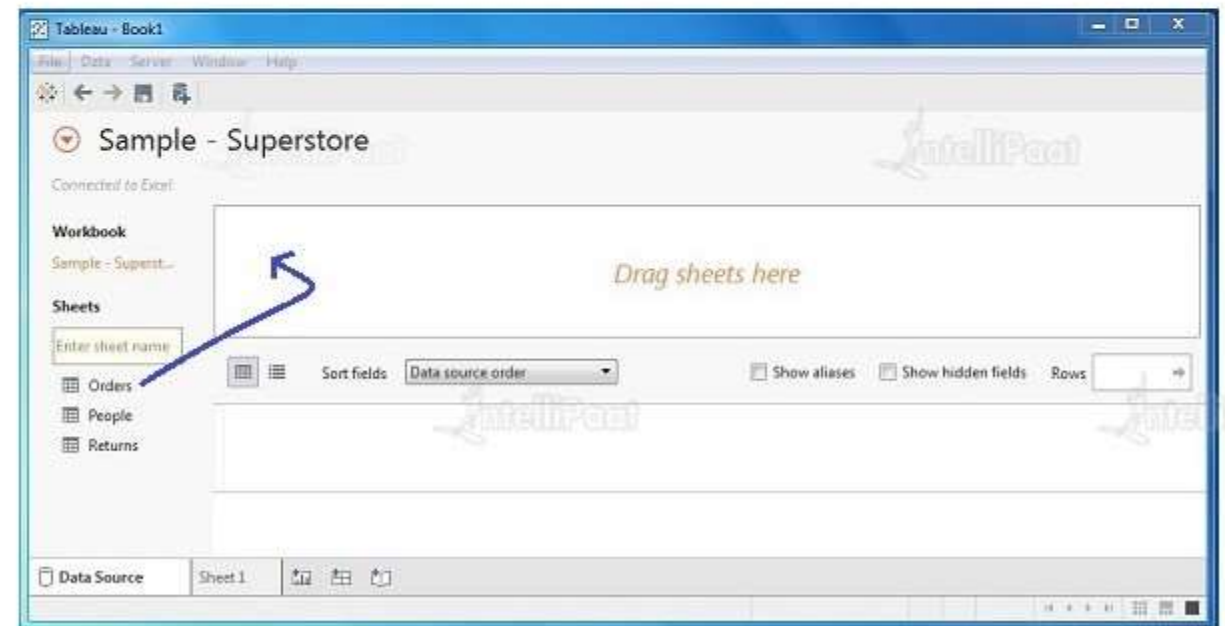 Tableau - Book1
File Data Server Window Help
Sample - Superstore
IntelliPaat
Connected to Excel
Workbook
Sample - Superst...
Drag sheets here
Sheets
Enter sheet name
Orders
Sort fields Data source order Show aliases Show hidden fields Rows
People
IntelliPaat
Returns
Data Source Sheet 1